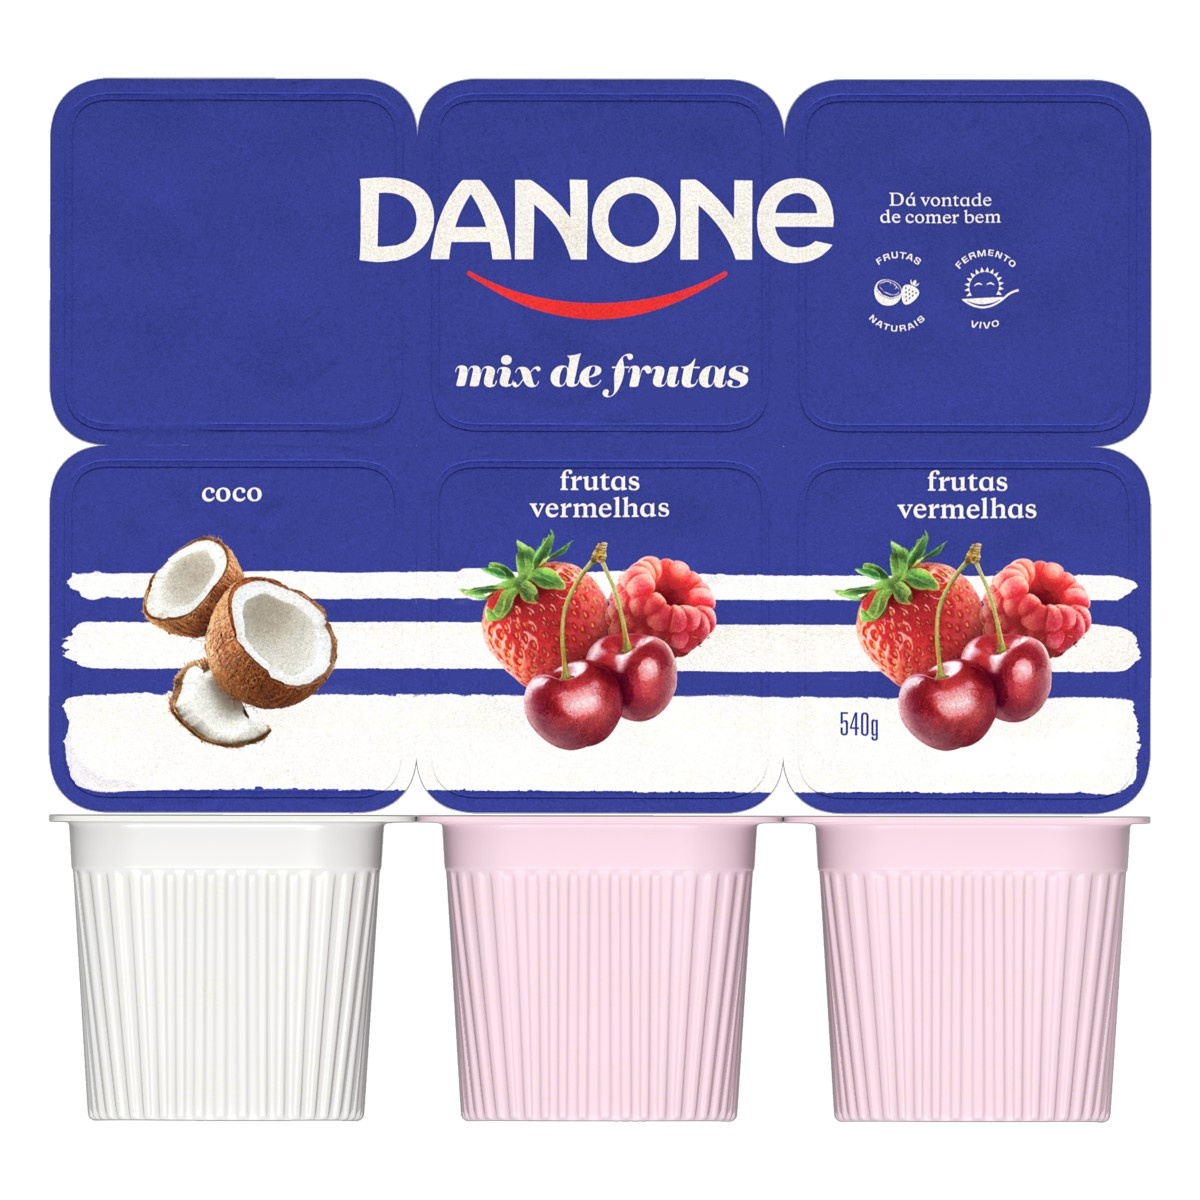 DANONE
mix de frutas
Dá vontade
de comer bem
FRUTAS
NATURAIS
FERMENTO
VIVO
coco
frutas
vermelhas
frutas
vermelhas
540g